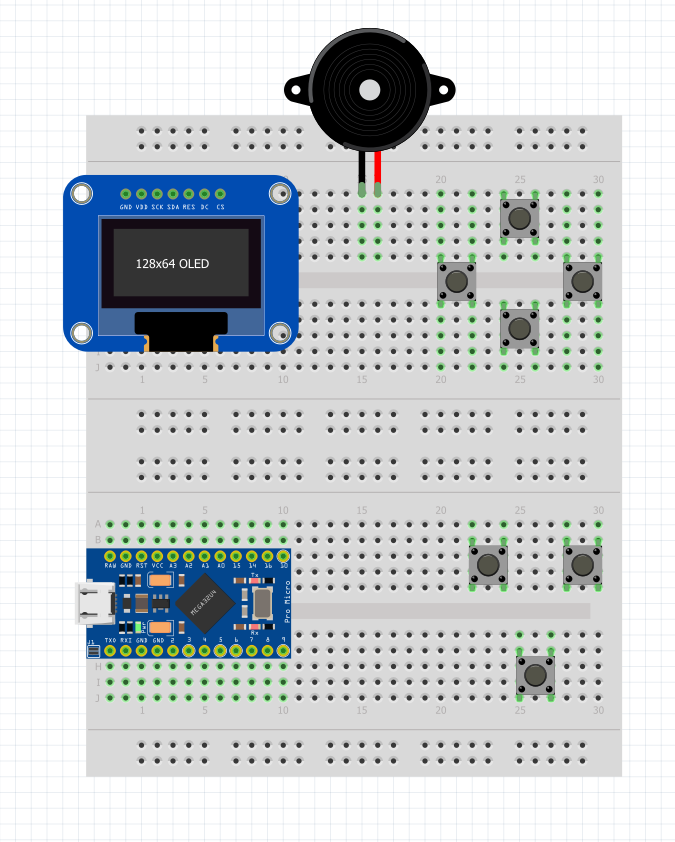 20 25 30
GND VDD SCK SDA RES DC CS
128x64 OLED
J
1 5 10 15 20 25 30
1 5 10 15 20 25 30
A
B
RAW GND RST VCC A3 A2 A1 A0 15 14 16 10
Tx
MEGA32U4
Pro Micro
PWR
Rx
J1 TX0 RXI GND GND 2 3 4 5 6 7 8 9
H
I
J
1 5 10 15 20 25 30